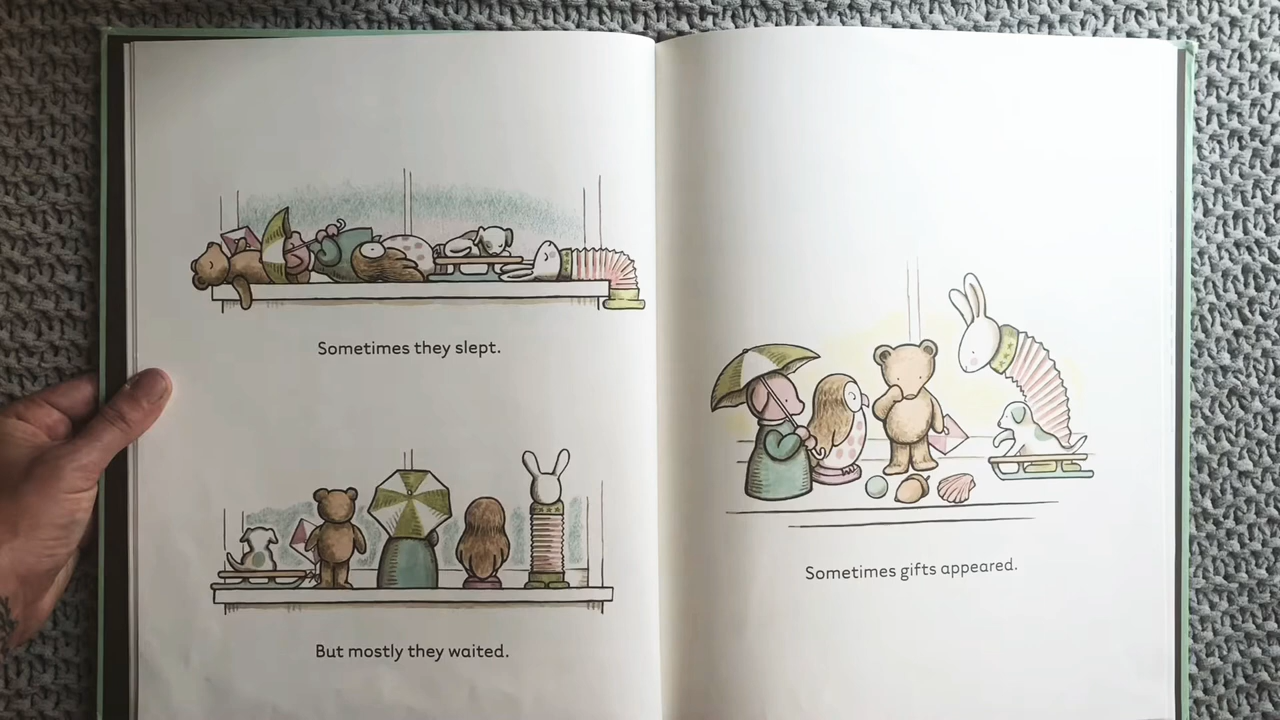 Sometimes they slept.
But mostly they waited.
Sometimes gifts appeared.